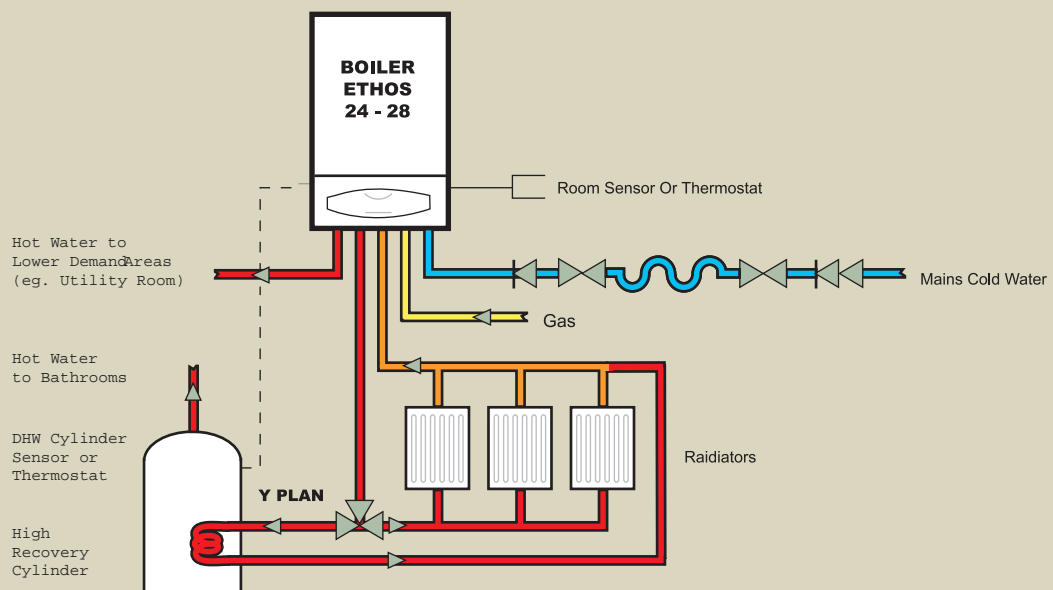 BOILER
ETHOS
24 - 28
Room Sensor Or Thermostat
Hot Water to
Lower DemandAreas
(eg. Utility Room)
Mains Cold Water
Gas
Hot Water
to Bathrooms
DHW Cylinder
Sensor or
Thermostat
Raidiators
Y PLAN
High
Recovery
Cylinder